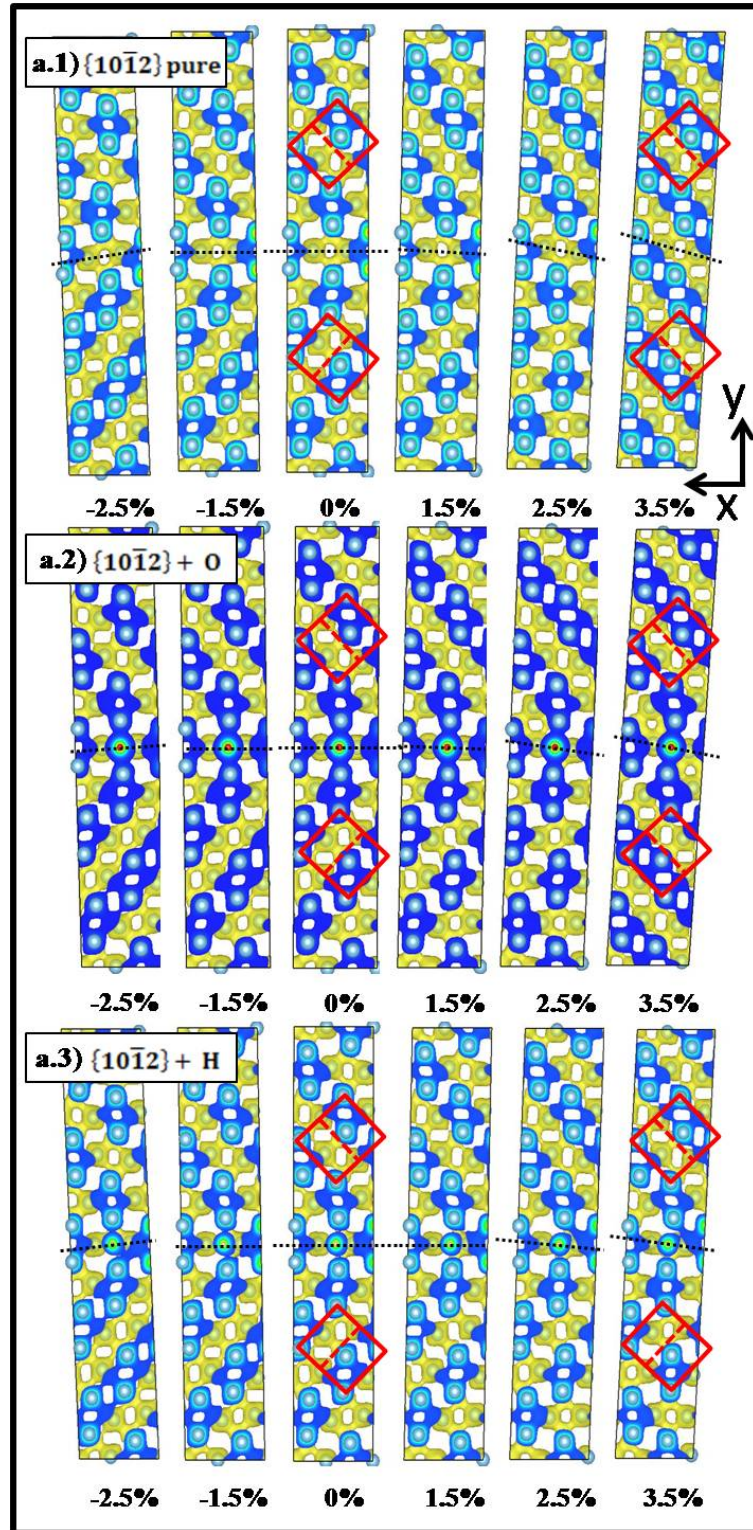 a.1) {101̄2} pure
y
x
-2.5% -1.5% 0% 1.5% 2.5% 3.5%
a.2) {101̄2} + O
-2.5% -1.5% 0% 1.5% 2.5% 3.5%
a.3) {101̄2} + H
-2.5% -1.5% 0% 1.5% 2.5% 3.5%